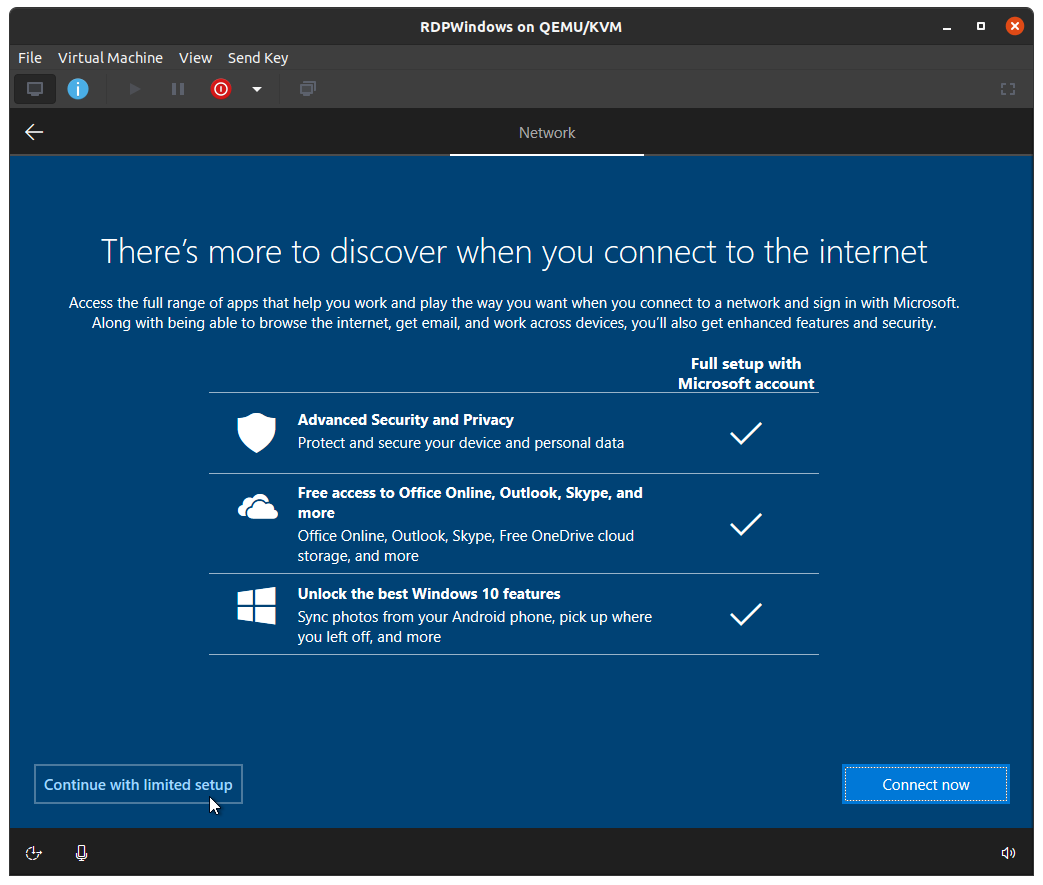 RDPWindows on QEMU/KVM
File Virtual Machine View Send Key
Network
There’s more to discover when you connect to the internet
Access the full range of apps that help you work and play the way you want when you connect to a network and sign in with Microsoft.
Along with being able to browse the internet, get email, and work across devices, you’ll also get enhanced features and security.
Full setup with
Microsoft account
Advanced Security and Privacy
Protect and secure your device and personal data
Free access to Office Online, Outlook, Skype, and
more
Office Online, Outlook, Skype, Free OneDrive cloud
storage, and more
Unlock the best Windows 10 features
Sync photos from your Android phone, pick up where
you left off, and more
Continue with limited setup
Connect now